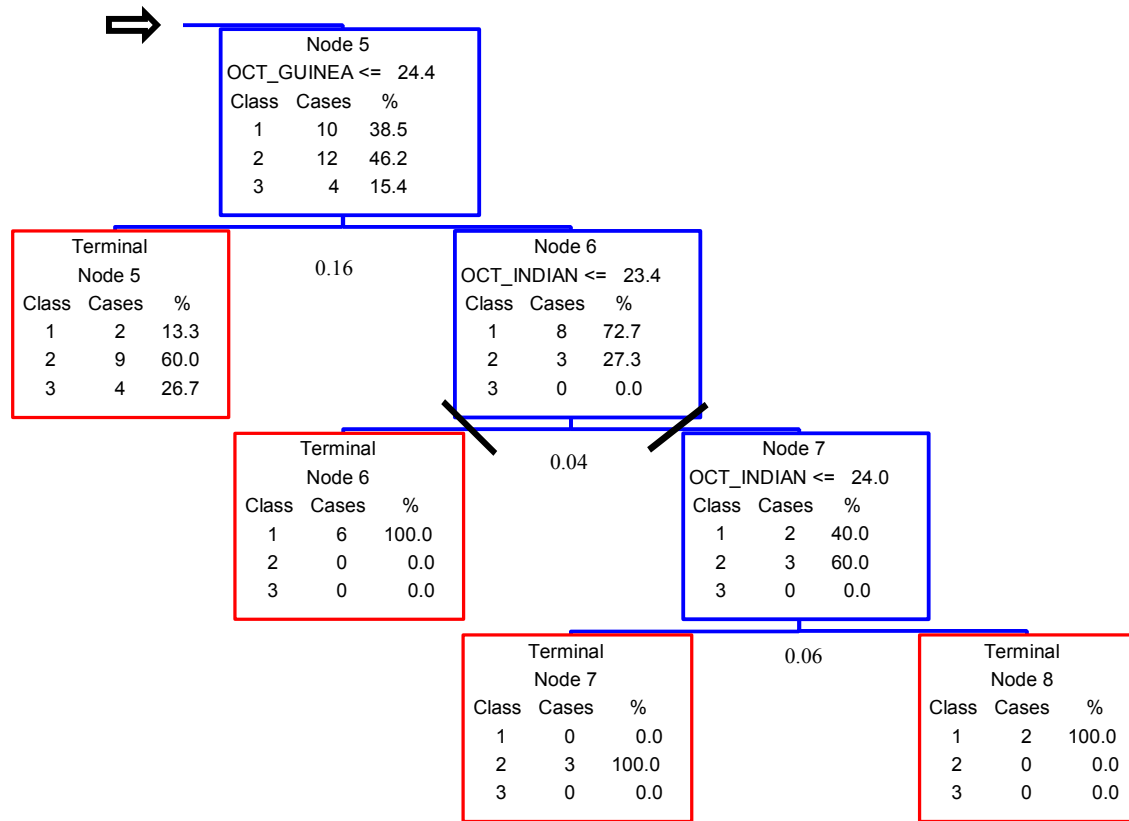 Node 5
OCT_GUINEA <= 24.4
Class Cases %
1 10 38.5
2 12 46.2
3 4 15.4
Terminal
Node 5
Class Cases %
1 2 13.3
2 9 60.0
3 4 26.7
0.16
Node 6
OCT_INDIAN <= 23.4
Class Cases %
1 8 72.7
2 3 27.3
3 0 0.0
Terminal
Node 6
Class Cases %
1 6 100.0
2 0 0.0
3 0 0.0
0.04
Node 7
OCT_INDIAN <= 24.0
Class Cases %
1 2 40.0
2 3 60.0
3 0 0.0
Terminal
Node 7
Class Cases %
1 0 0.0
2 3 100.0
3 0 0.0
0.06
Terminal
Node 8
Class Cases %
1 2 100.0
2 0 0.0
3 0 0.0